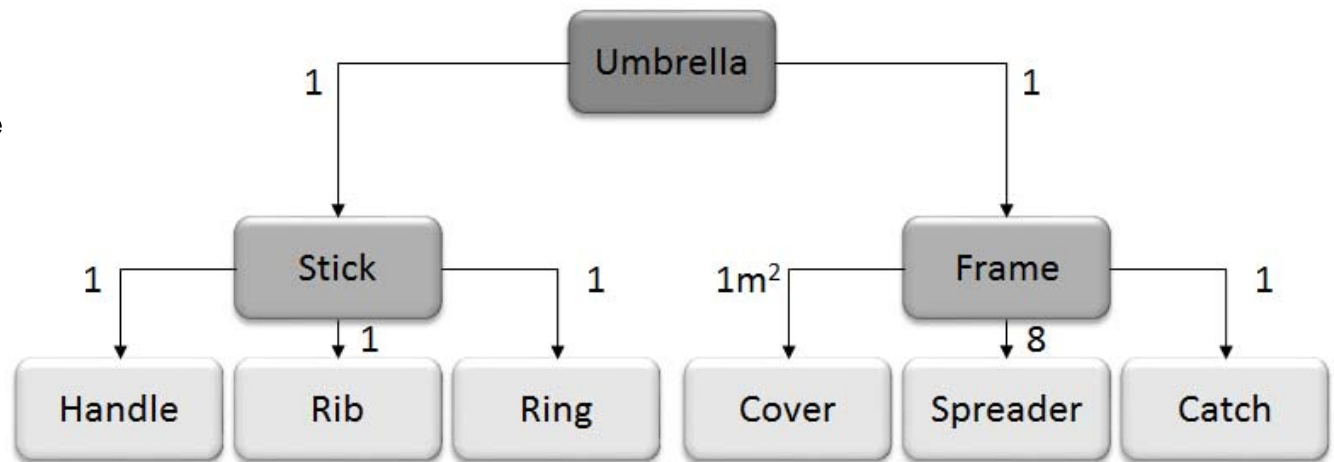 Umbrella
1
1
e
Stick
Frame
1
1
1m²
1
1
8
Handle
Rib
Ring
Cover
Spreader
Catch